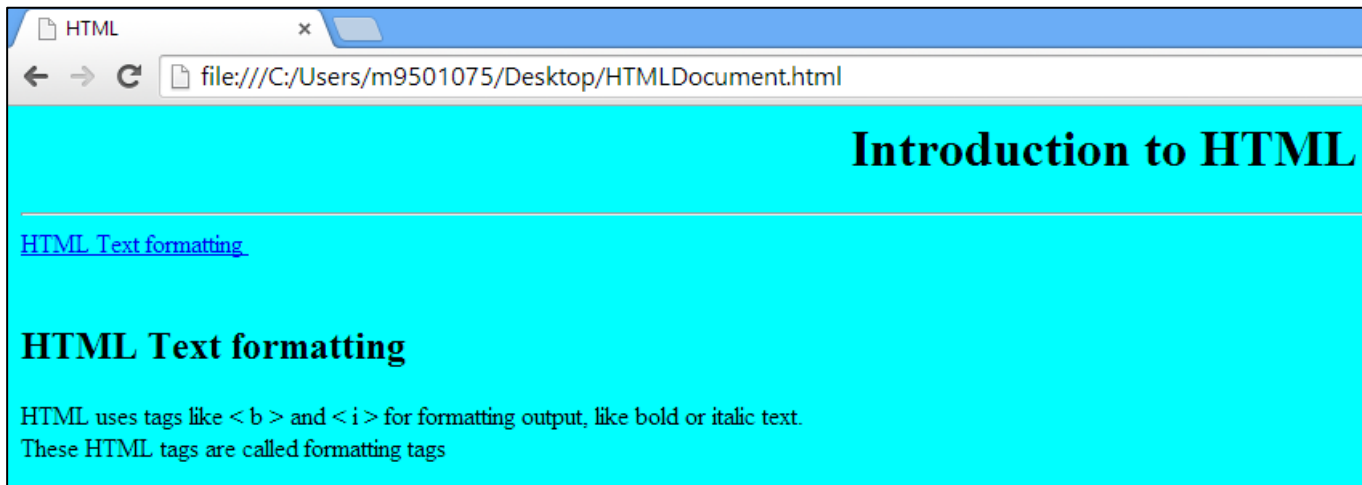 HTML
file:///C:/Users/m9501075/Desktop/HTMLDocument.html
Introduction to HTML
HTML Text formatting
HTML Text formatting
HTML uses tags like < b > and < i > for formatting output, like bold or italic text.
These HTML tags are called formatting tags